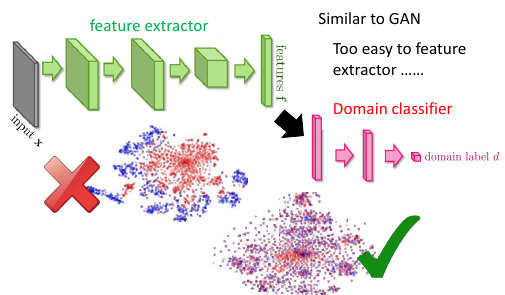 feature extractor
Similar to GAN
Too easy to feature
extractor ……
features f
input x
Domain classifier
domain label d